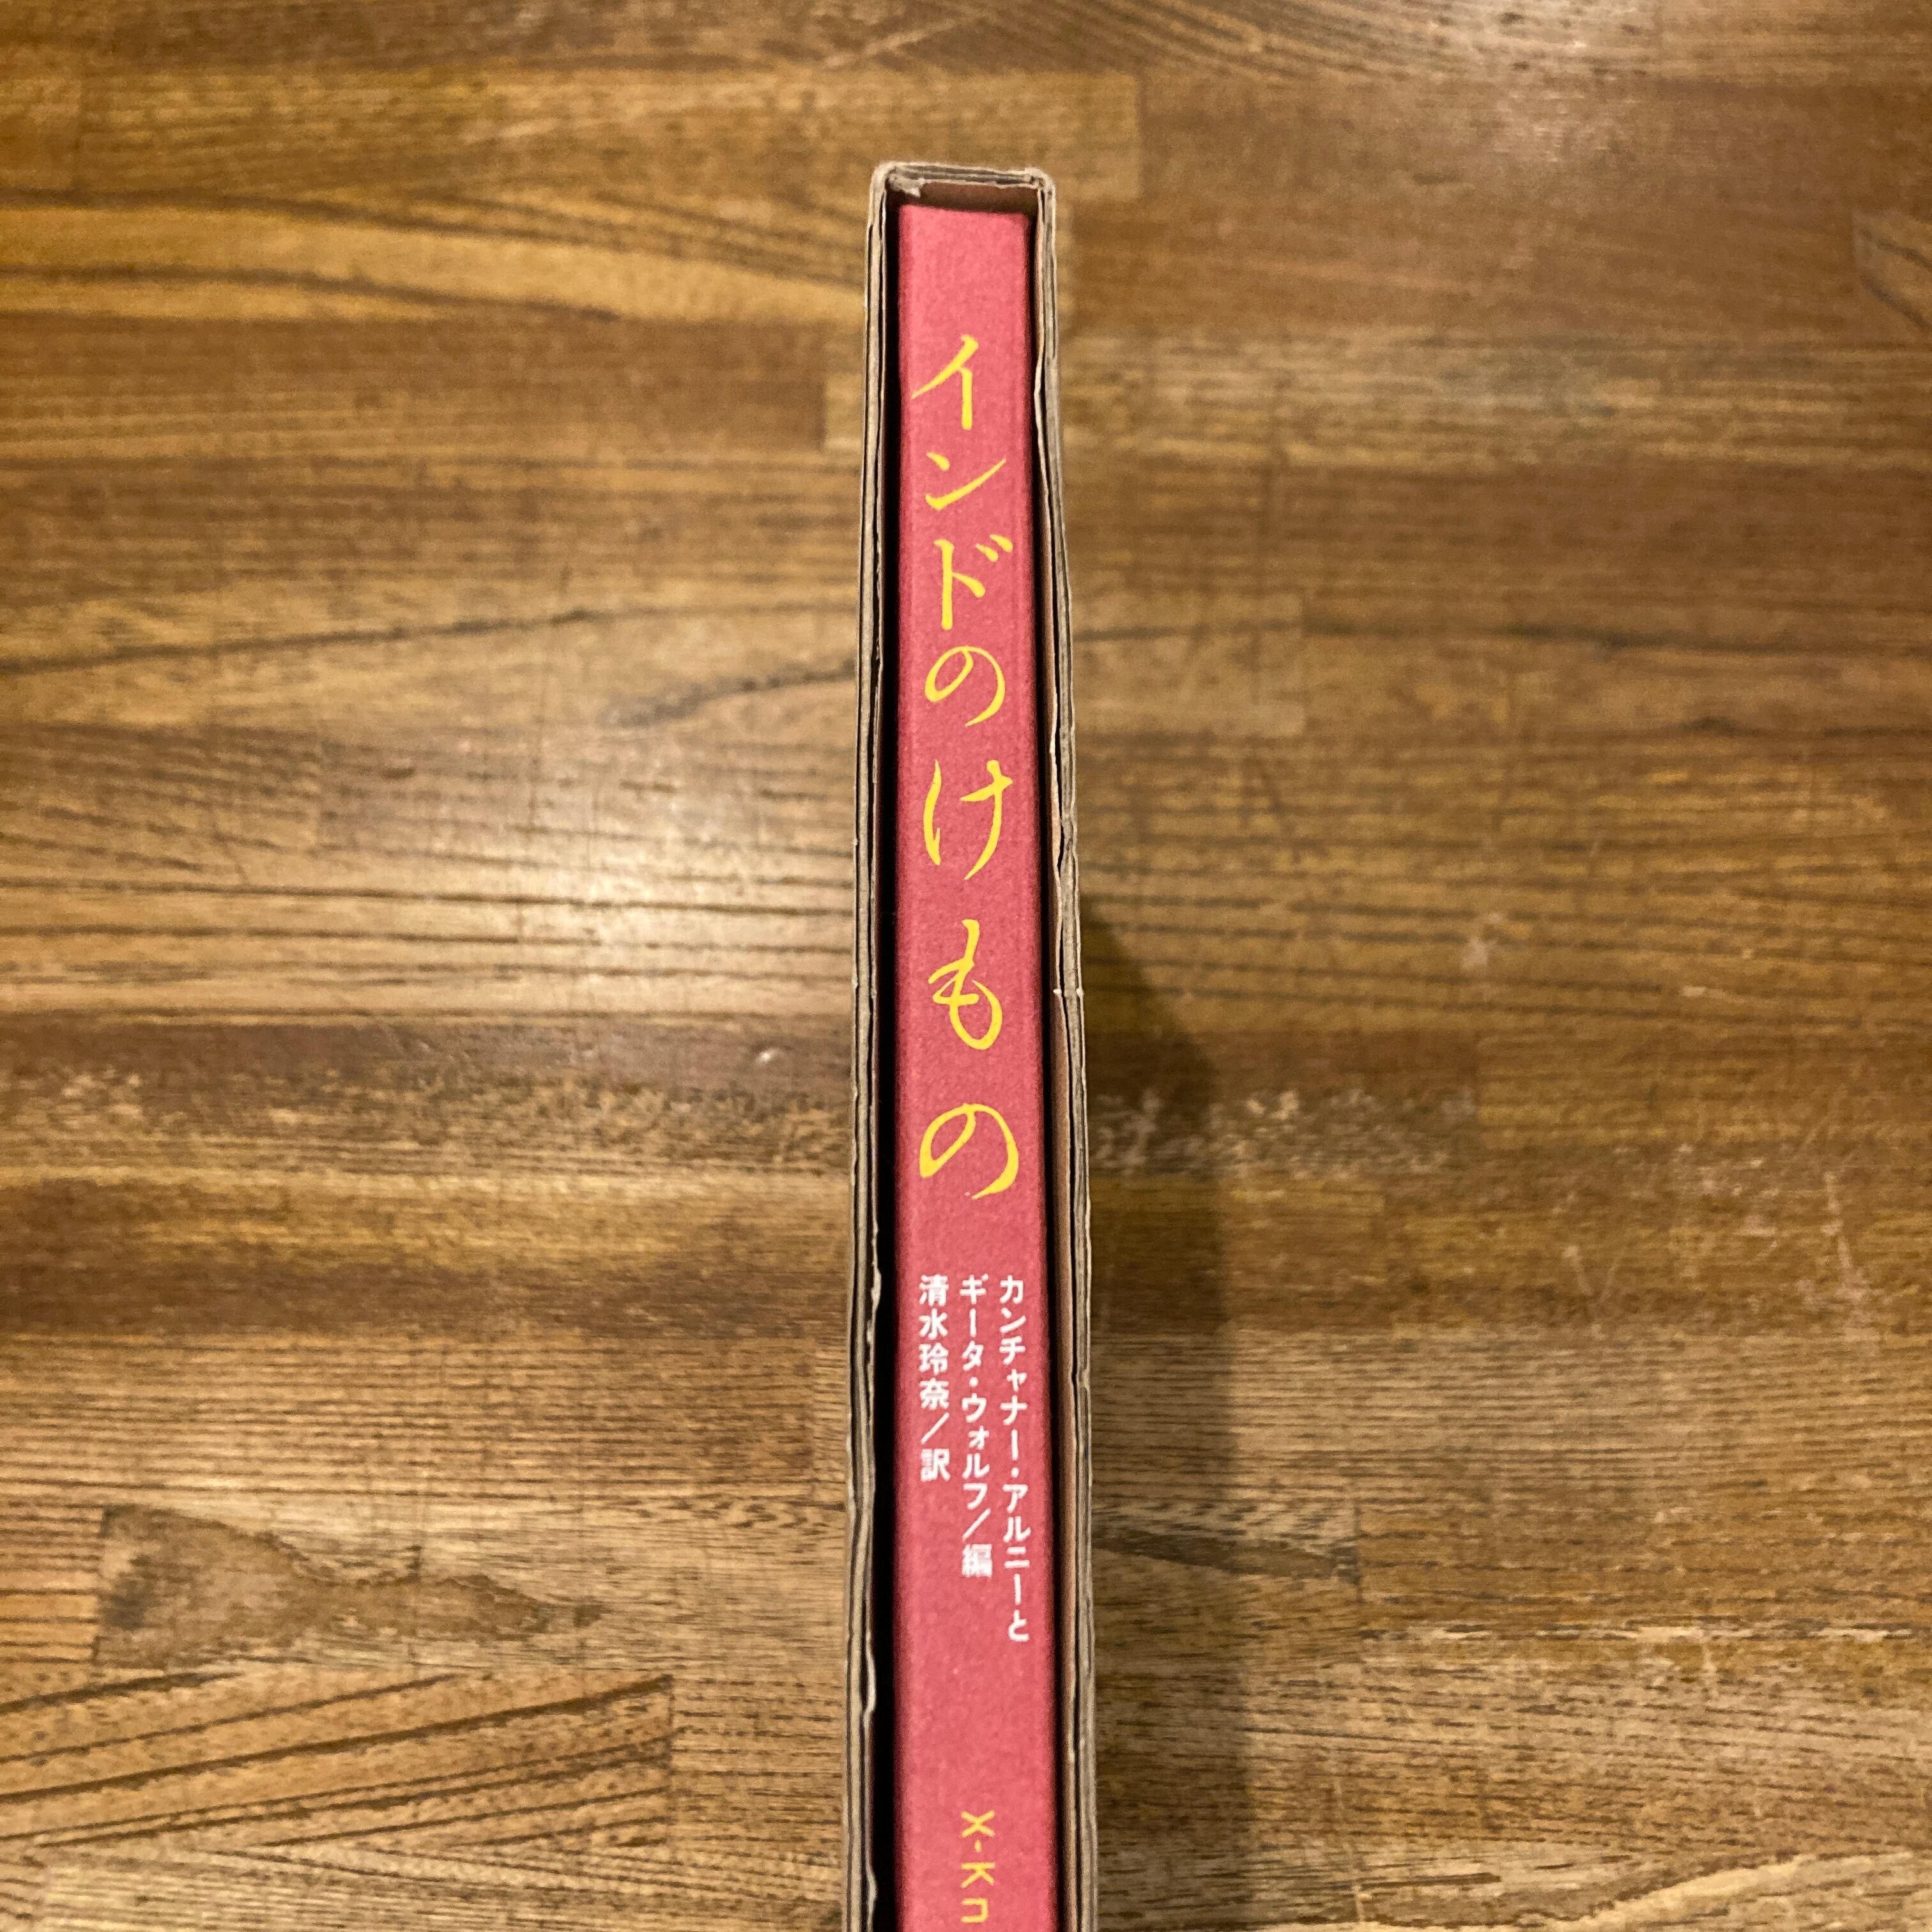 インドのけもの
カンチャナー・アルニーと
ギータ・ウォルフ/編
清水玲奈/訳
X-Kn